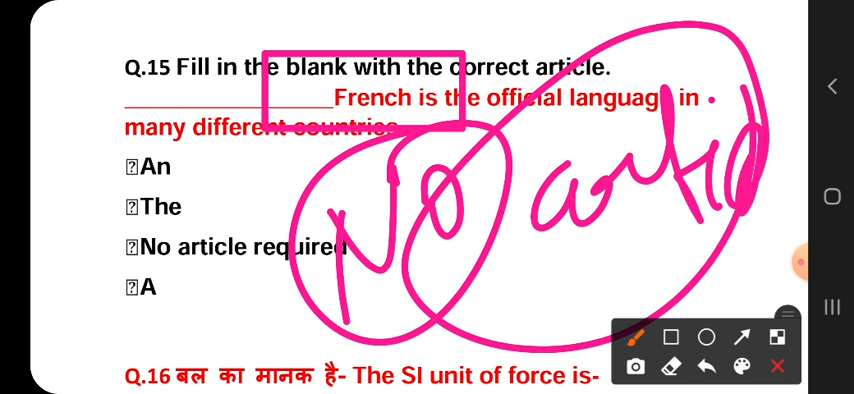 Q.15 Fill in the blank with the correct article.
____________________French is the official language in
many different countries
An
The
No article required
A
No article
Q.16 बल का मानक है- The SI unit of force is-